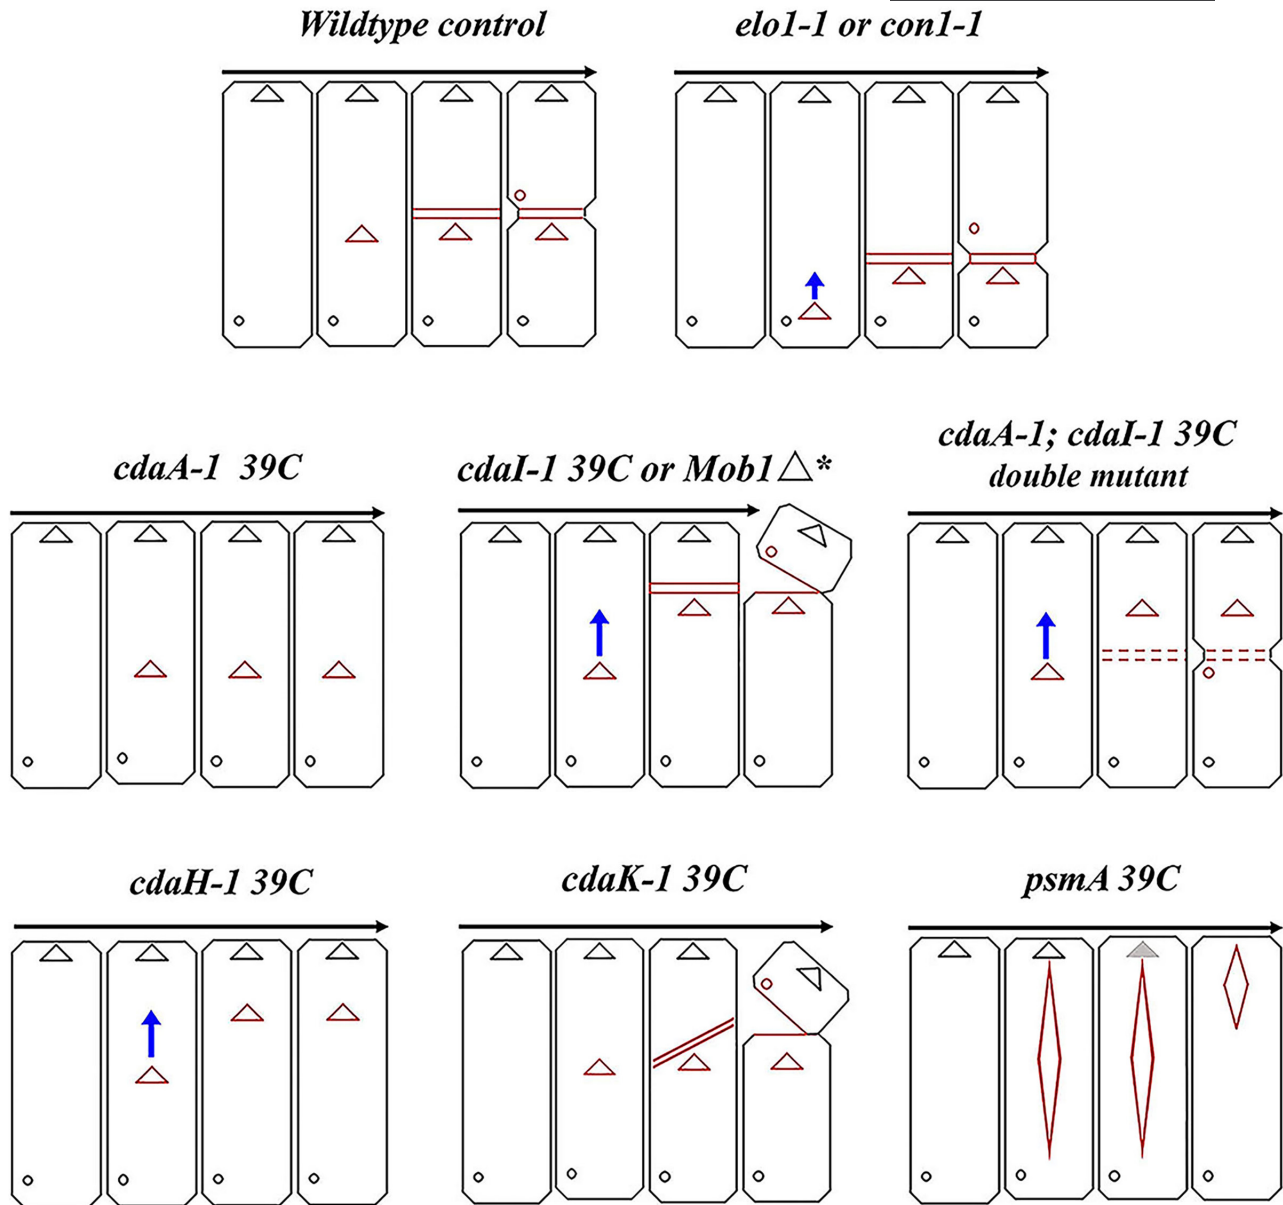 Wildtype control
elo1-1 or con1-1
cdaA-1 39C
cdaI-1 39C or Mob1△*
cdaA-1; cdaI-1 39C
double mutant
cdaH-1 39C
cdaK-1 39C
psmA 39C